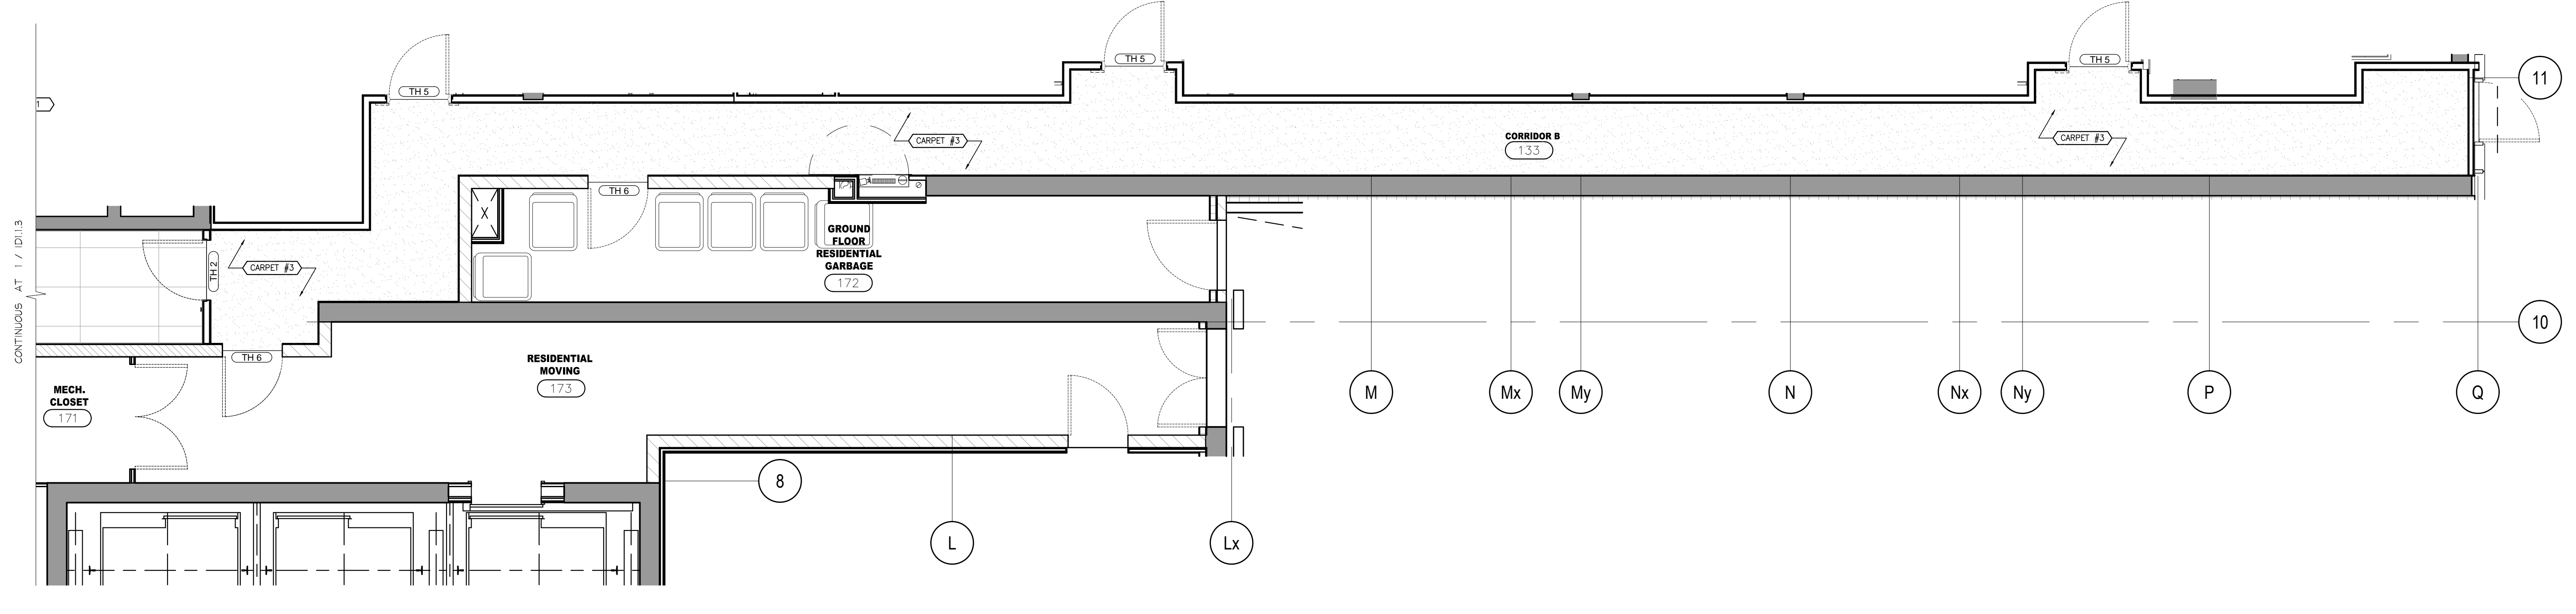 TH 5
TH 5
TH 5
11
1
CARPET #3
CORRIDOR B
133
CARPET #3
TH 6
GROUND
FLOOR
RESIDENTIAL
GARBAGE
172
TH 2
CARPET #3
CONTINUOUS AT 1 / ID1.1.3
10
TH 6
RESIDENTIAL
MOVING
173
MECH.
CLOSET
171
M
Mx
My
N
Nx
Ny
P
Q
8
L
Lx